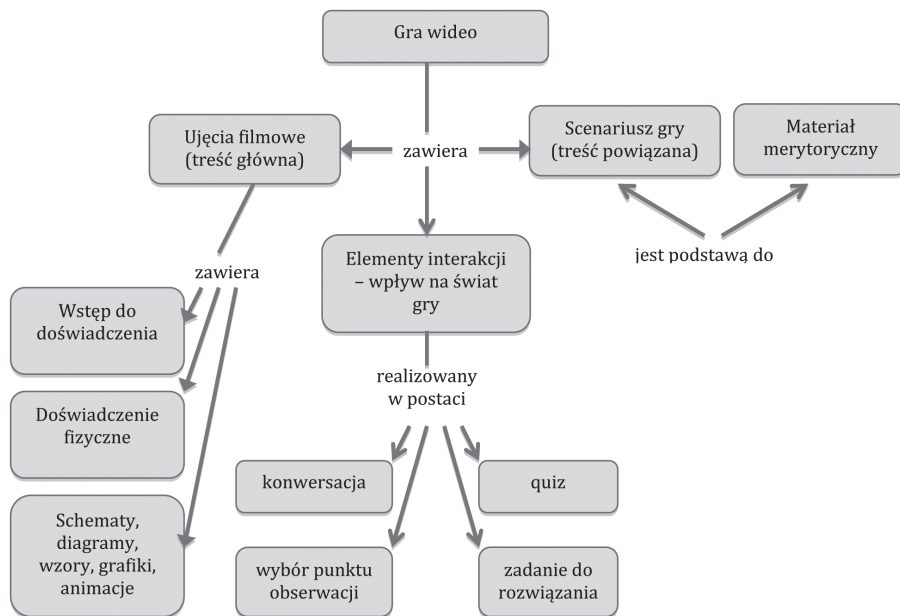 Gra wideo
Ujęcia filmowe
(treść główna)
zawiera
Scenariusz gry
(treść powiązana)
Materiał
merytoryczny
jest podstawą do
Elementy interakcji
– wpływ na świat
gry
zawiera
Wstęp do
doświadczenia
Doświadczenie
fizyczne
Schematy,
diagramy,
wzory, grafiki,
animacje
realizowany
w postaci
konwersacja
quiz
wybór punktu
obserwacji
zadanie do
rozwiązania